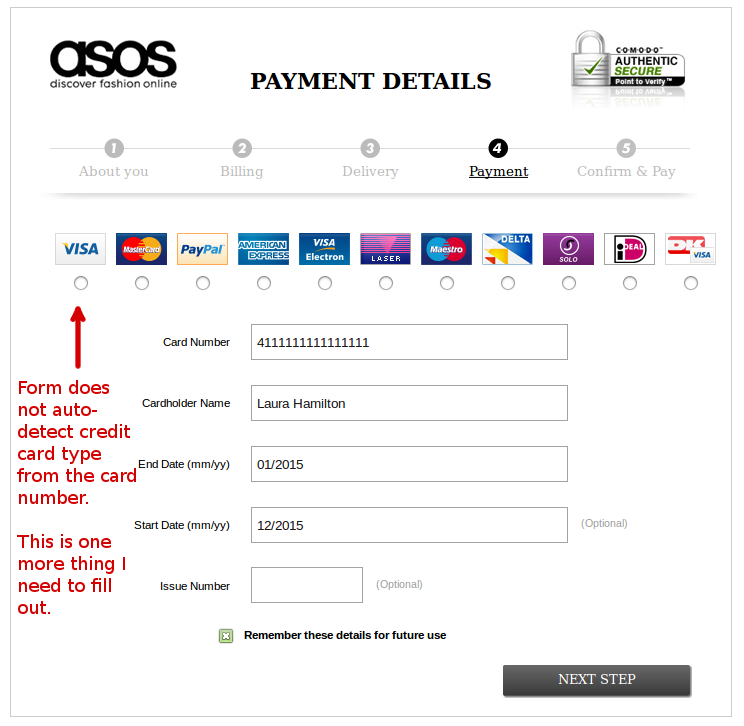 asos
discover fashion online
PAYMENT DETAILS
COMODO™
AUTHENTIC
SECURE
Point to Verify™
1
2
3
4
5
About you
Billing
Delivery
Payment
Confirm & Pay
VISA
MasterCard
PayPal
AMERICAN
EXPRESS
VISA
Electron
LASER
Maestro
DELTA
S
SOLO
iDEAL
DK
VISA
Card Number
4111111111111111
Cardholder Name
Laura Hamilton
End Date (mm/yy)
01/2015
Start Date (mm/yy)
12/2015
(Optional)
Issue Number
(Optional)
Remember these details for future use
NEXT STEP
Form does
not auto-
detect credit
card type
from the card
number.
This is one
more thing I
need to fill
out.